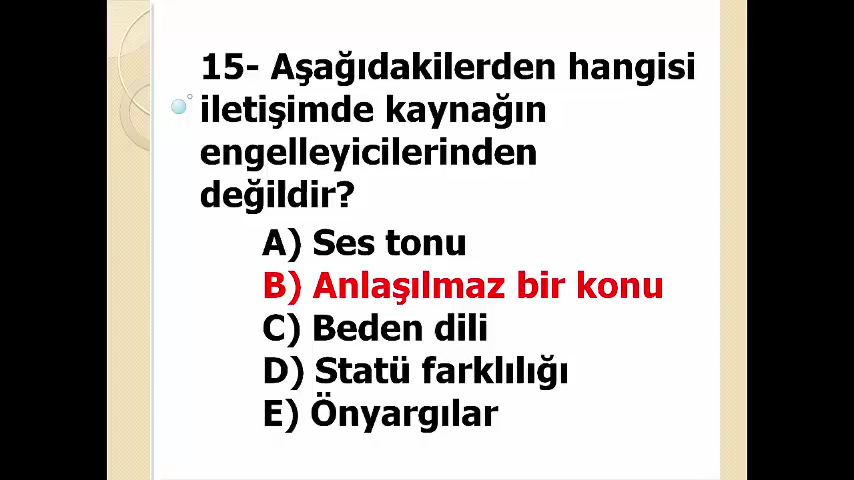 15- Aşağıdakilerden hangisi
iletişimde kaynağın
engelleyicilerinden
değildir?
A) Ses tonu
B) Anlaşılmaz bir konu
C) Beden dili
D) Statü farklılığı
E) Önyargılar